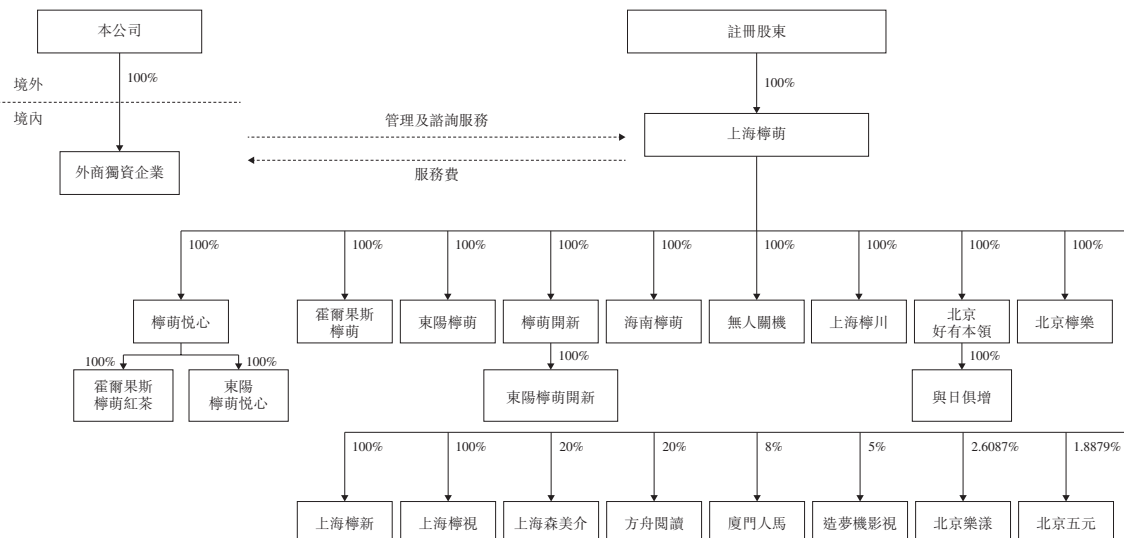 本公司
註冊股東
100%
100%
境外
境內
管理及諮詢服務
上海檸萌
外商獨資企業
服務費
100%
100%
100%
100%
100%
100%
100%
100%
100%
檸萌悅心
霍爾果斯
檸萌
東陽檸萌
檸萌開新
海南檸萌
無人關機
上海檸川
北京
好有本領
北京檸樂
100%
100%
100%
100%
霍爾果斯
檸萌紅茶
東陽
檸萌悅心
東陽檸萌開新
與日俱增
100%
100%
20%
20%
8%
5%
2.6087%
1.8879%
上海檸新
上海檸視
上海森美介
方舟閱讀
廈門人馬
造夢機影視
北京樂漾
北京五元